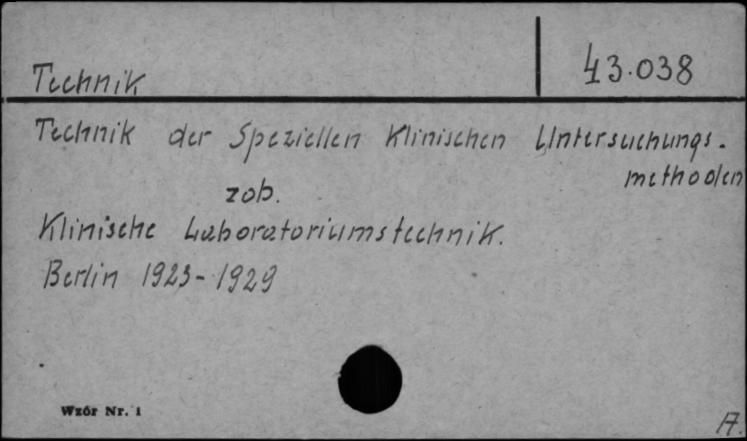 Technik
43.038
Technik der Speziellen Klinischen Untersuchungs-
methoden
zob.
Klinische Laboratoriumstechnik.
Berlin 1923-1929
Wzór Nr. 1
A.